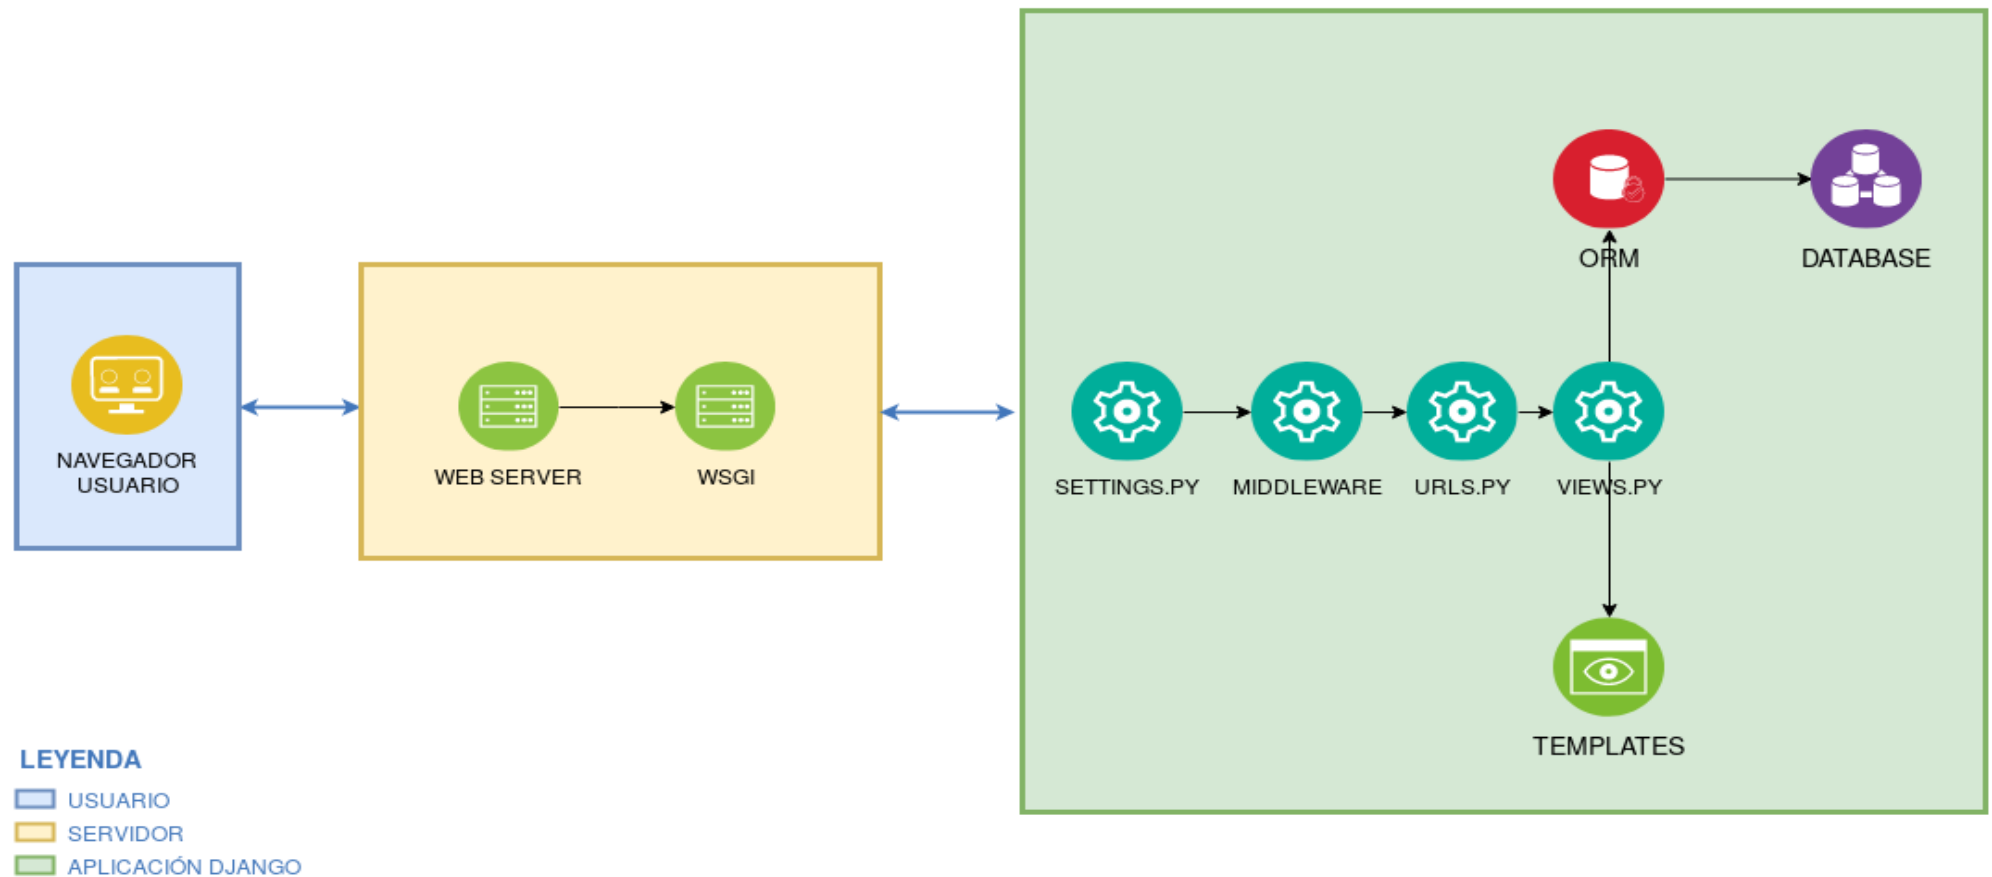 NAVEGADOR
USUARIO
WEB SERVER
WSGI
ORM
DATABASE
SETTINGS.PY
MIDDLEWARE
URLS.PY
VIEWS.PY
TEMPLATES
LEYENDA
USUARIO
SERVIDOR
APLICACIÓN DJANGO